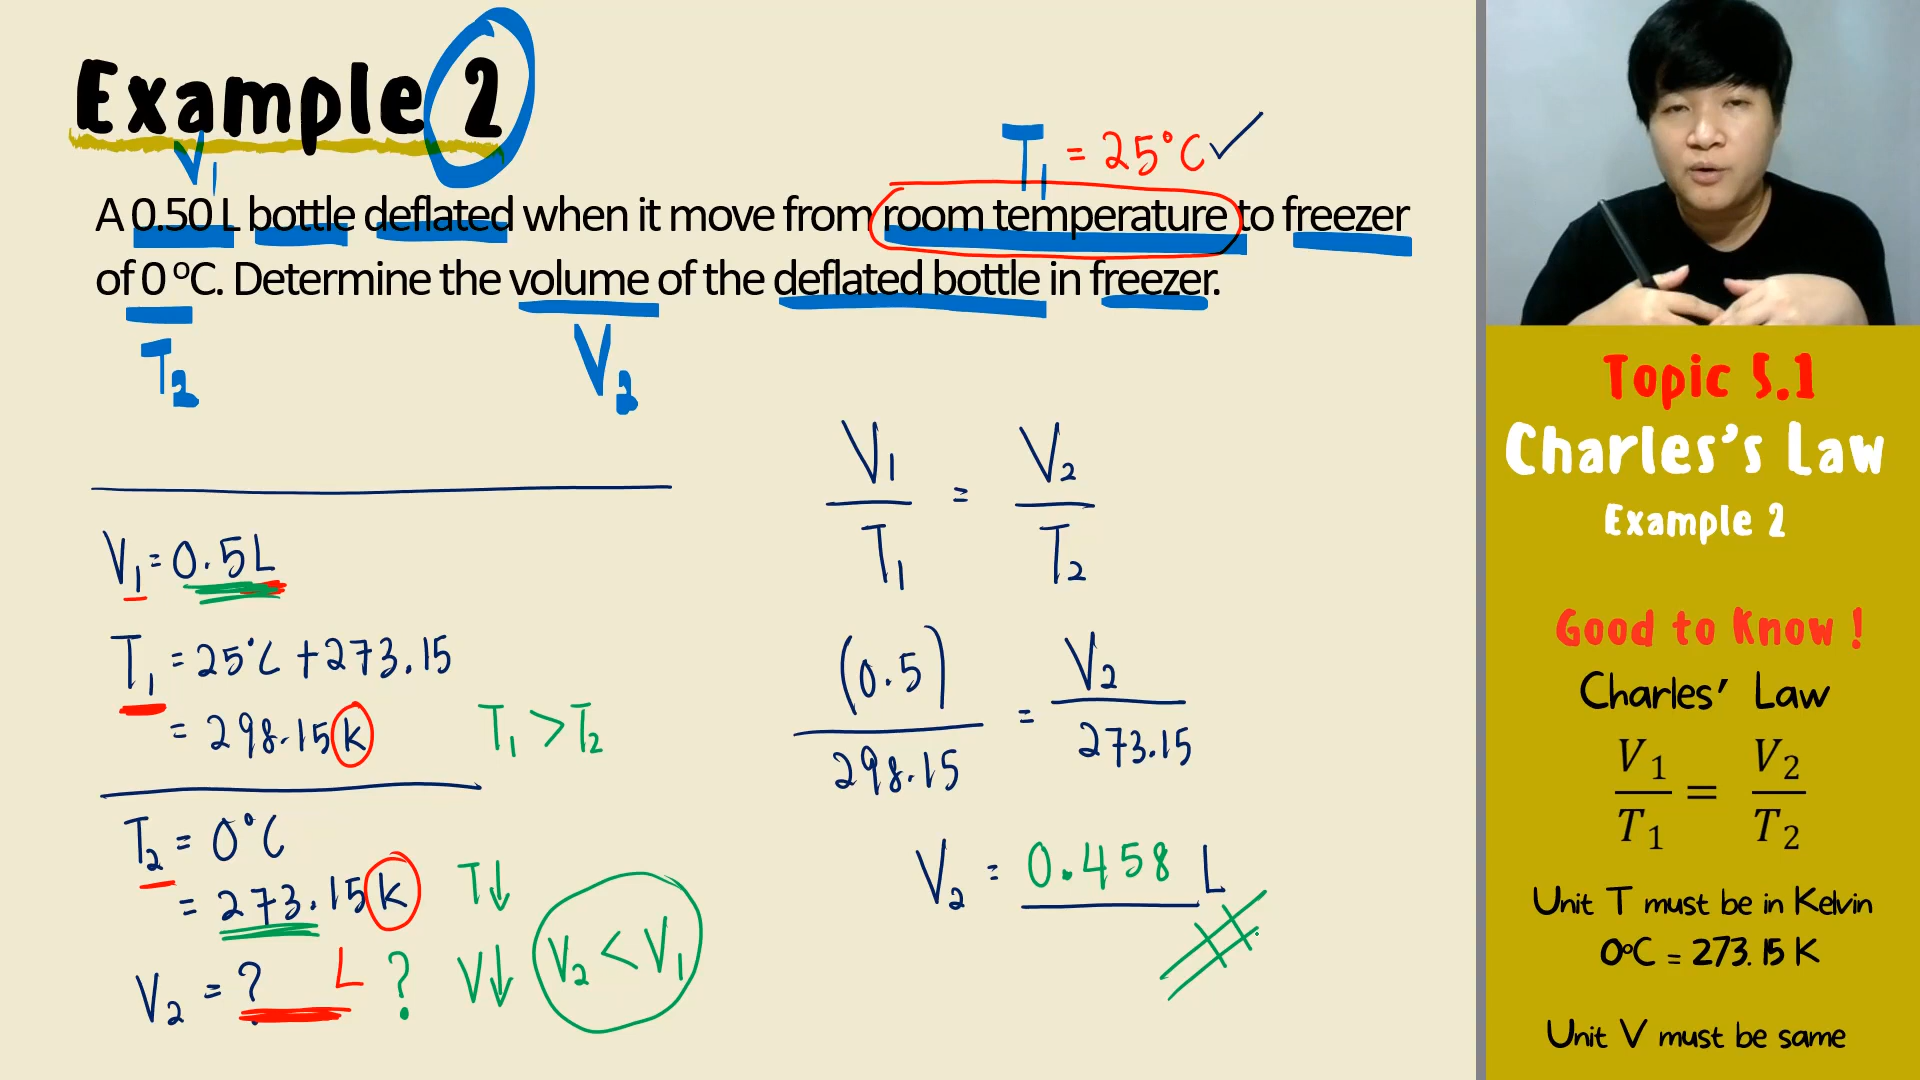 Example 2
V₁
T₁ = 25°C ✓
A 0.50 L bottle deflated when it move from room temperature to freezer
of 0 °C. Determine the volume of the deflated bottle in freezer.
T₂
V₂
V₁ = 0.5L
T₁ = 25°C + 273.15
= 298.15 k
T₁ > T₂
T₂ = 0°C
= 273.15 k
T↓
V₂ = ? L ?
V↓
V₂ < V₁
V₁/T₁ = V₂/T₂
(0.5)/298.15 = V₂/273.15
V₂ = 0.458 L
Topic 5.1
Charles's Law
Example 2
Good to Know !
Charles' Law
V₁/T₁ = V₂/T₂
Unit T must be in Kelvin
0°C = 273.15 K
Unit V must be same